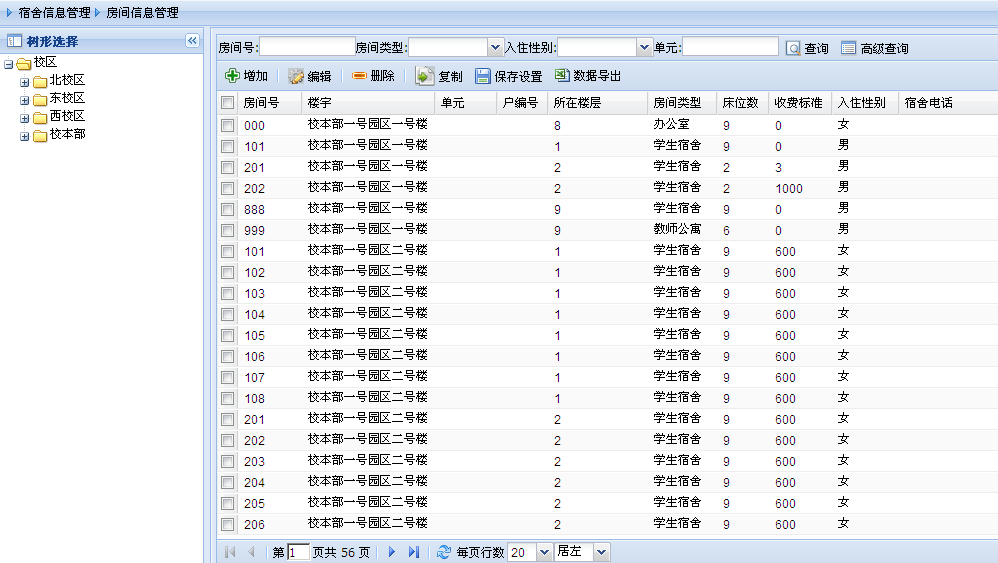 宿舍信息管理 房间信息管理
树形选择
校区
北校区
东校区
西校区
校本部
房间号: 房间类型: 入住性别: 单元: 查询 高级查询
增加 编辑 删除 复制 保存设置 数据导出
房间号 楼宇 单元 户编号 所在楼层 房间类型 床位数 收费标准 入住性别 宿舍电话
000 校本部一号园区一号楼 8 办公室 9 0 女
101 校本部一号园区一号楼 1 学生宿舍 9 0 男
201 校本部一号园区一号楼 2 学生宿舍 2 3 男
202 校本部一号园区一号楼 2 学生宿舍 2 1000 男
888 校本部一号园区一号楼 9 学生宿舍 9 0 男
999 校本部一号园区一号楼 9 教师公寓 6 0 男
101 校本部一号园区二号楼 1 学生宿舍 9 600 女
102 校本部一号园区二号楼 1 学生宿舍 9 600 女
103 校本部一号园区二号楼 1 学生宿舍 9 600 女
104 校本部一号园区二号楼 1 学生宿舍 9 600 女
105 校本部一号园区二号楼 1 学生宿舍 9 600 女
106 校本部一号园区二号楼 1 学生宿舍 9 600 女
107 校本部一号园区二号楼 1 学生宿舍 9 600 女
108 校本部一号园区二号楼 1 学生宿舍 9 600 女
201 校本部一号园区二号楼 2 学生宿舍 9 600 女
202 校本部一号园区二号楼 2 学生宿舍 9 600 女
203 校本部一号园区二号楼 2 学生宿舍 9 600 女
204 校本部一号园区二号楼 2 学生宿舍 9 600 女
205 校本部一号园区二号楼 2 学生宿舍 9 600 女
206 校本部一号园区二号楼 2 学生宿舍 9 600 女
第 1 页共 56 页 每页行数 20 居左